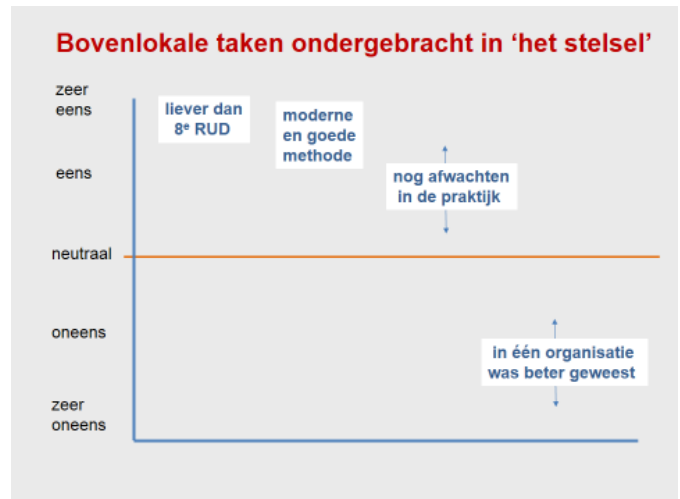 Bovenlokale taken ondergebracht in ‘het stelsel’
zeer
eens
liever dan
8e RUD
moderne
en goede
methode
eens
nog afwachten
in de praktijk
neutraal
oneens
in één organisatie
was beter geweest
zeer
oneens